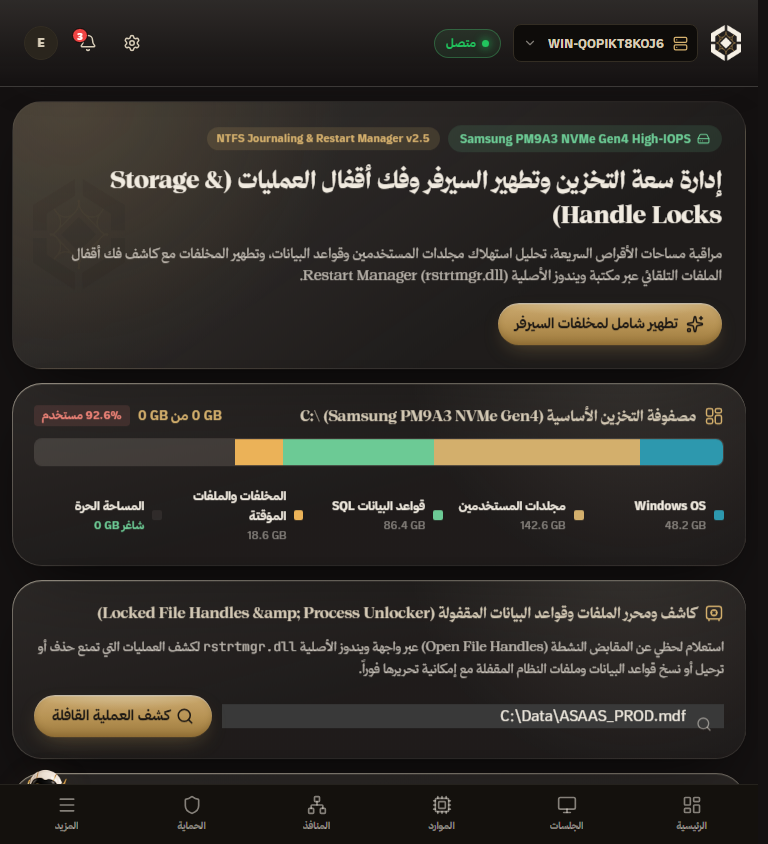 WIN-QOPIKT8KOJ6
متصل
3
E
Samsung PM9A3 NVMe Gen4 High-IOPS
NTFS Journaling & Restart Manager v2.5
إدارة سعة التخزين وتطهير السيرفر وفك أقفال العمليات (Storage &
Handle Locks)
مراقبة مساحات الأقراص السريعة، تحليل استهلاك مجلدات المستخدمين وقواعد البيانات، وتطهير المخلفات مع كاشف فك أقفال
الملفات التلقائي عبر مكتبة ويندوز الأصلية Restart Manager (rstrtmgr.dll).
تطهير شامل لمخلفات السيرفر
مصفوفة التخزين الأساسية C:\ (Samsung PM9A3 NVMe Gen4)
0 GB من 0 GB
92.6% مستخدم
Windows OS
48.2 GB
مجلدات المستخدمين
142.6 GB
قواعد البيانات SQL
86.4 GB
المخلفات والملفات
المؤقتة
18.6 GB
المساحة الحرة
شاغر 0 GB
كاشف ومحرر الملفات وقواعد البيانات المقفولة (Locked File Handles &amp; Process Unlocker)
استعلام لحظي عن المقابض النشطة (Open File Handles) عبر واجهة ويندوز الأصلية rstrtmgr.dll لكشف العمليات التي تمنع حذف أو
ترحيل أو نسخ قواعد البيانات وملفات النظام المقفلة مع إمكانية تحريرها فوراً.
C:\Data\ASAAS_PROD.mdf
كشف العملية القافلة
الرئيسية
الجلسات
الموارد
المنافذ
الحماية
المزيد